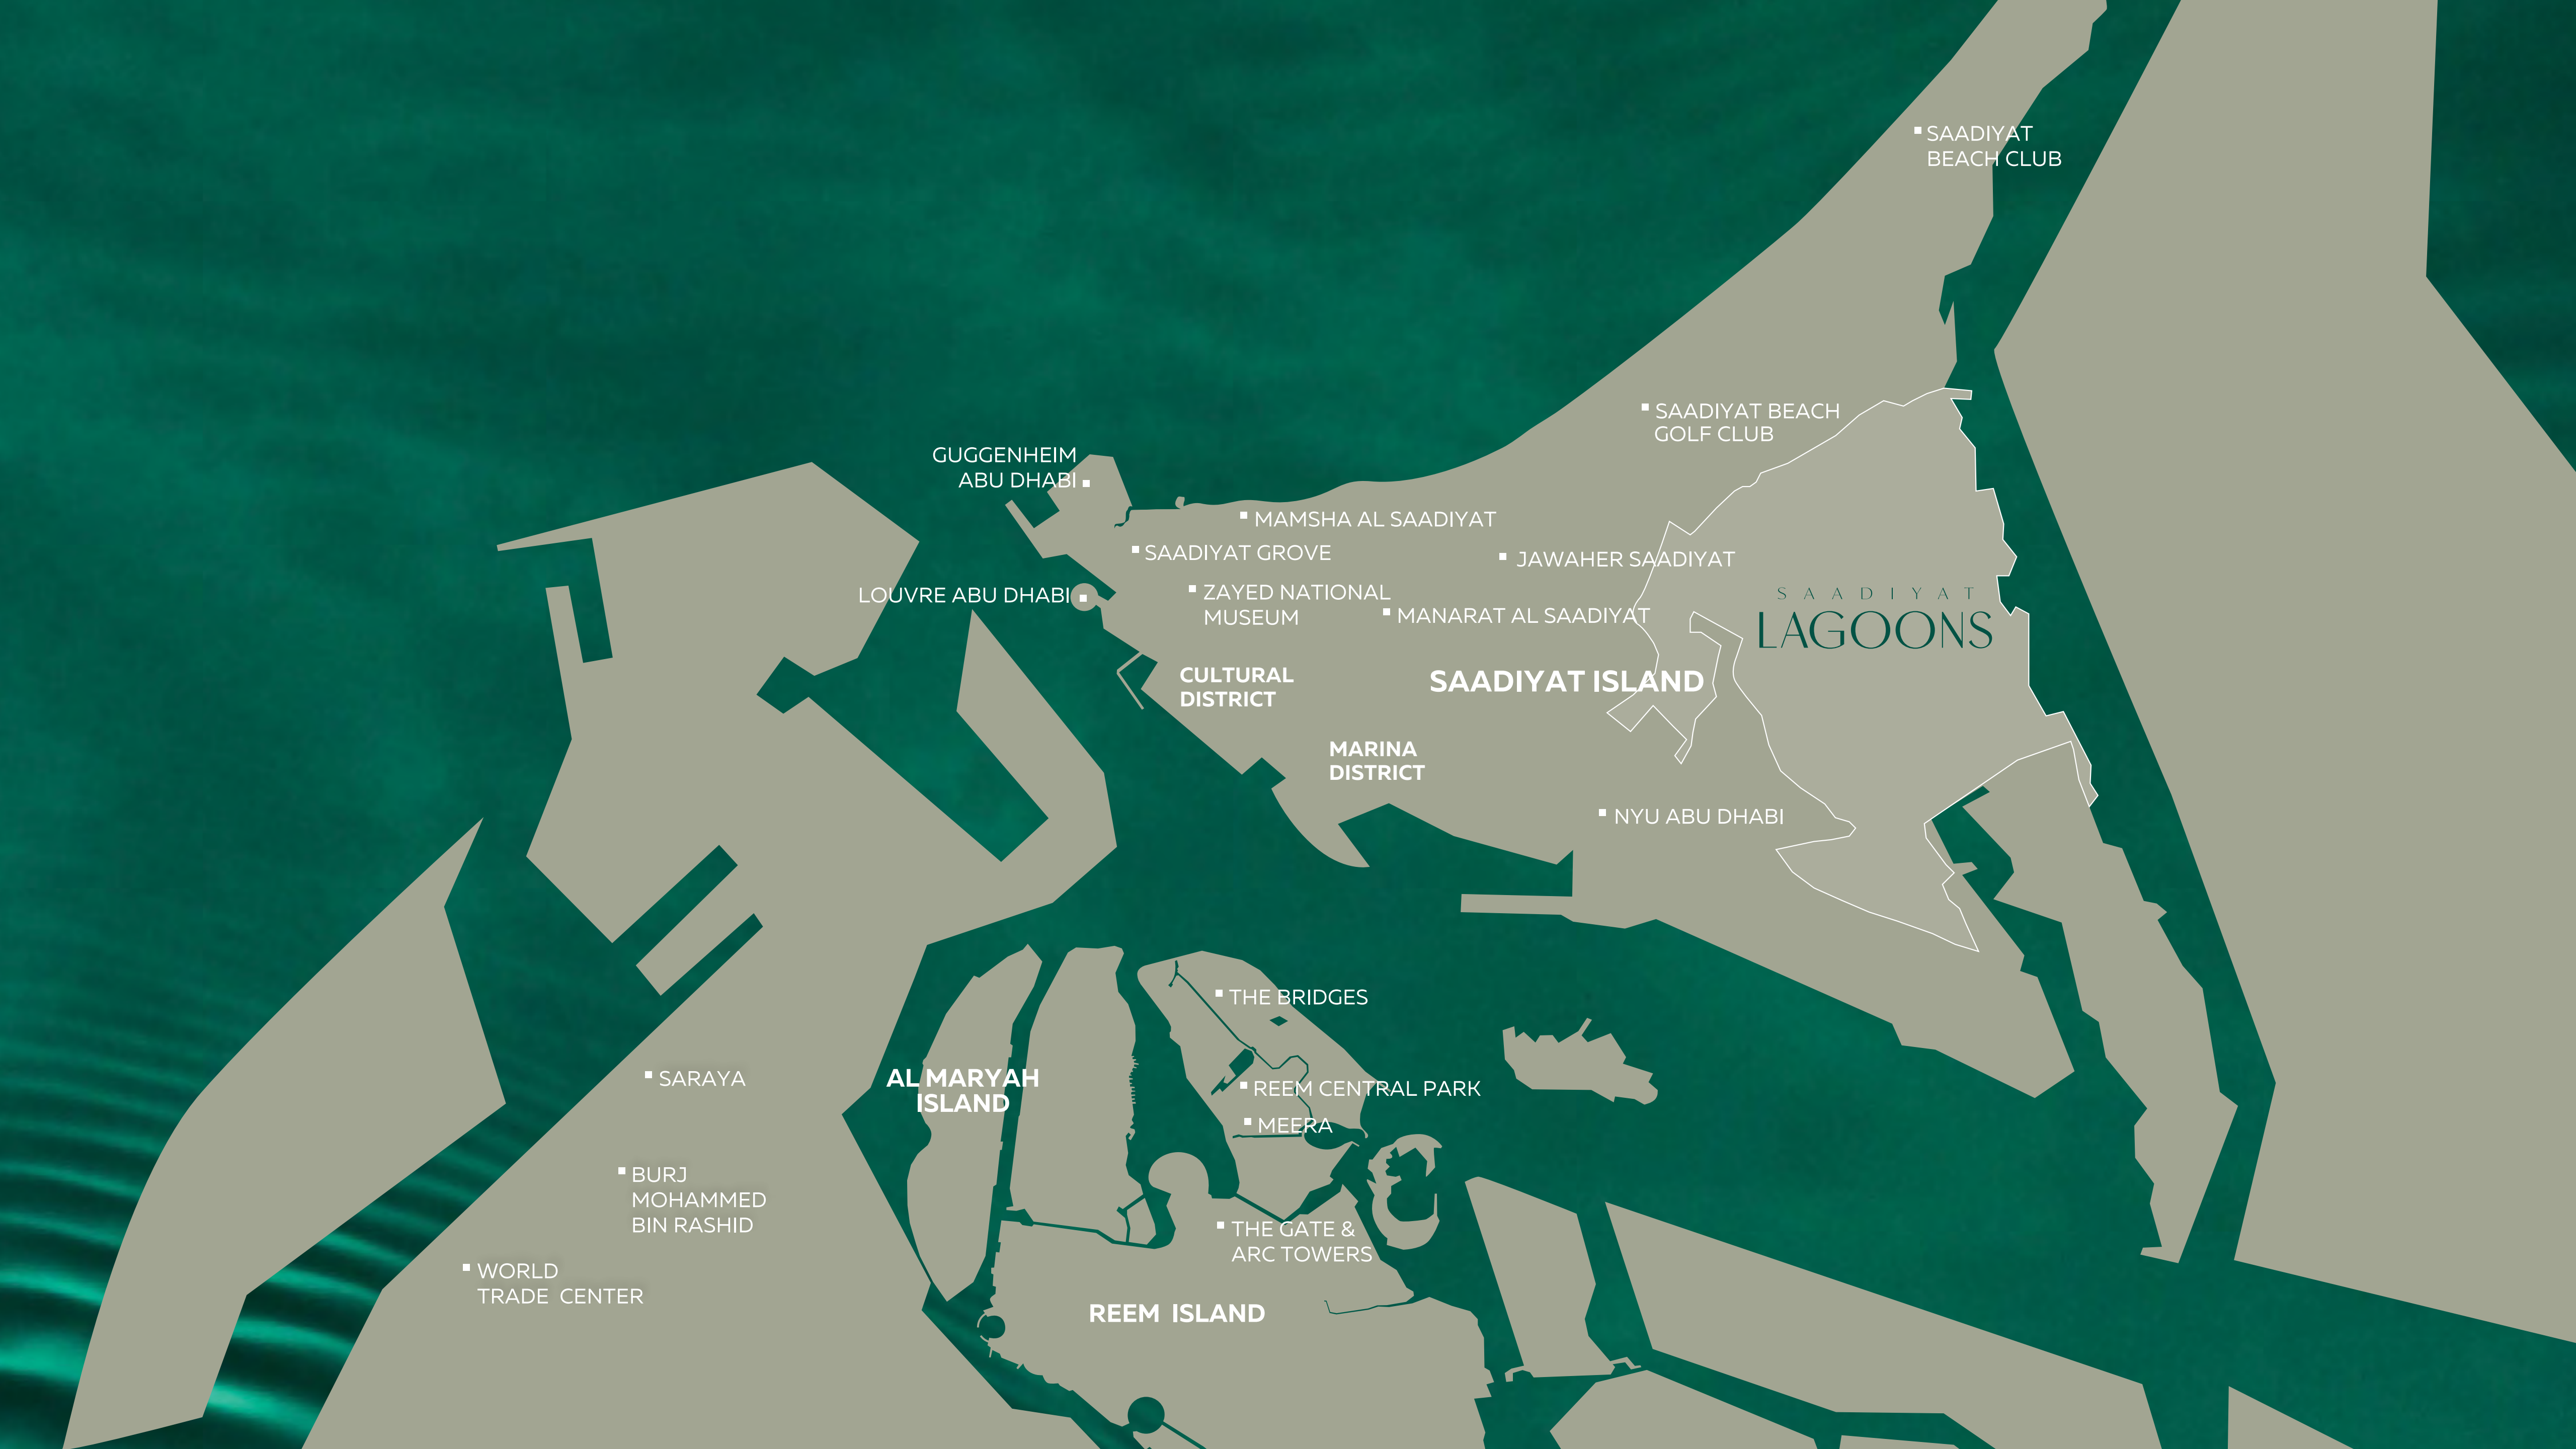 SAADIYAT
BEACH CLUB
SAADIYAT BEACH
GOLF CLUB
GUGGENHEIM
ABU DHABI
MAMSHA AL SAADIYAT
SAADIYAT GROVE
JAWAHER SAADIYAT
LOUVRE ABU DHABI
ZAYED NATIONAL
MUSEUM
MANARAT AL SAADIYAT
SAADIYAT
LAGOONS
CULTURAL
DISTRICT
SAADIYAT ISLAND
MARINA
DISTRICT
NYU ABU DHABI
THE BRIDGES
SARAYA
AL MARYAH
ISLAND
REEM CENTRAL PARK
MEERA
BURJ
MOHAMMED
BIN RASHID
THE GATE &
ARC TOWERS
WORLD
TRADE CENTER
REEM ISLAND